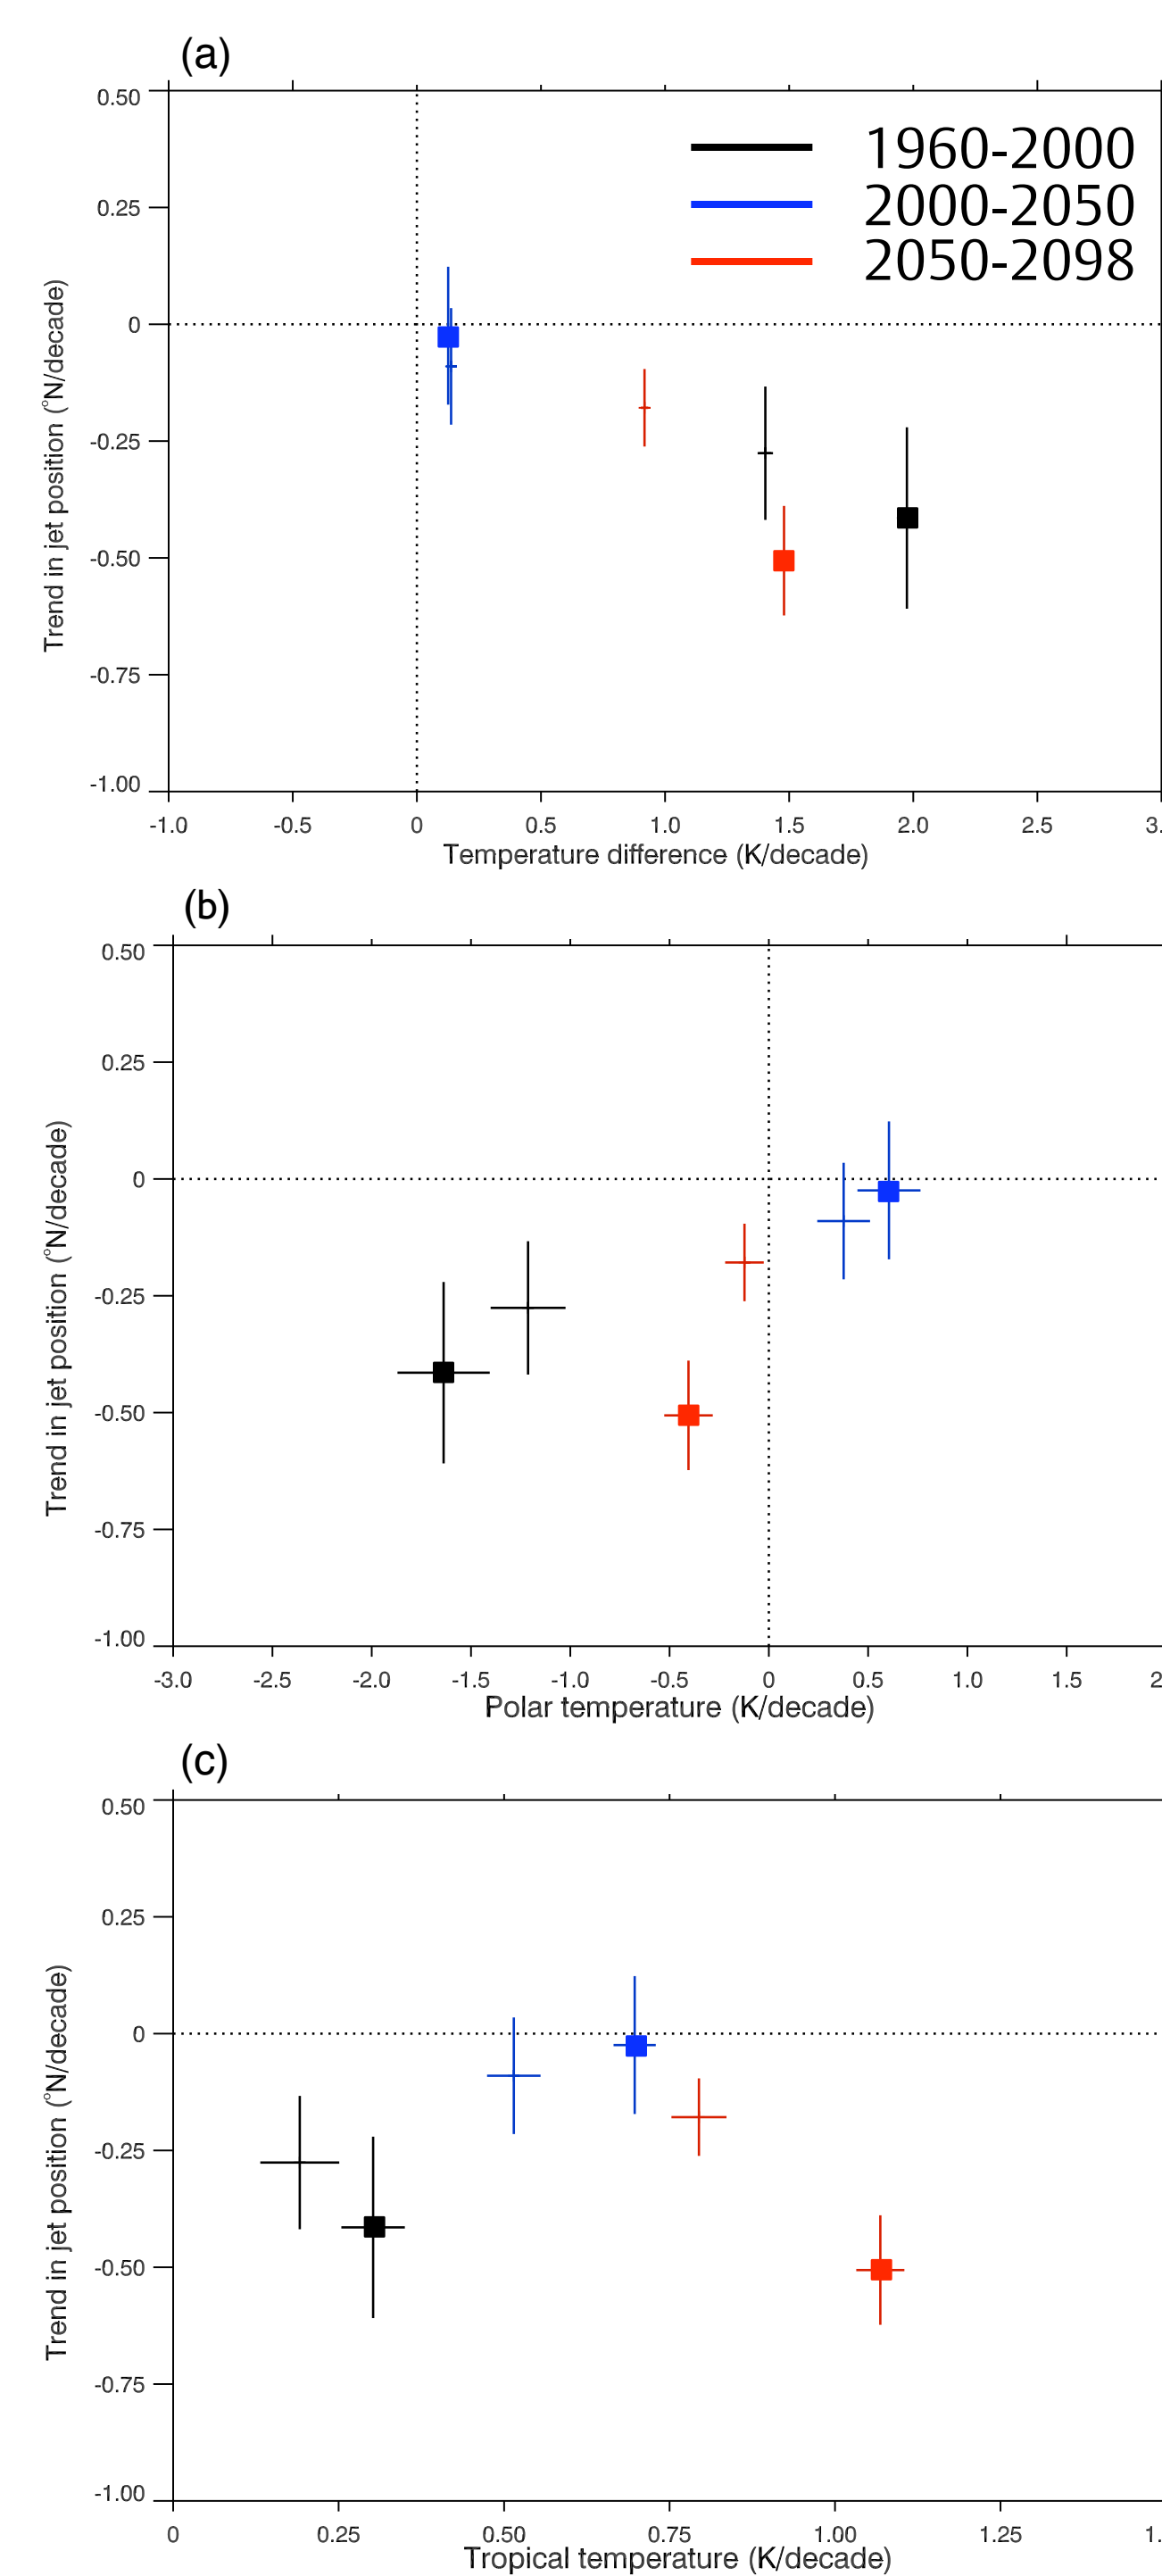 (a)
1960-2000
2000-2050
2050-2098
0.50
0.25
0
-0.25
-0.50
-0.75
-1.00
Trend in jet position (°N/decade)
-1.0 -0.5 0 0.5 1.0 1.5 2.0 2.5 3.
Temperature difference (K/decade)
(b)
0.50
0.25
0
-0.25
-0.50
-0.75
-1.00
Trend in jet position (°N/decade)
-3.0 -2.5 -2.0 -1.5 -1.0 -0.5 0 0.5 1.0 1.5 2
Polar temperature (K/decade)
(c)
0.50
0.25
0
-0.25
-0.50
-0.75
-1.00
Trend in jet position (°N/decade)
0 0.25 0.50 0.75 1.00 1.25 1.
Tropical temperature (K/decade)